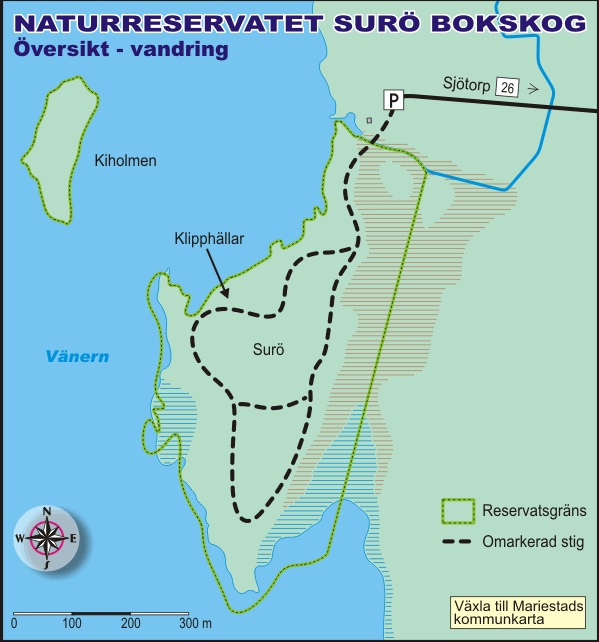 NATURRESERVATET SURÖ BOKSKOG
Översikt - vandring
Sjötorp 26
P
Kiholmen
Klipphällar
Surö
Vänern
N
W E
S
Reservatsgräns
Omarkerad stig
0 100 200 300 m
Växla till Mariestads
kommunkarta